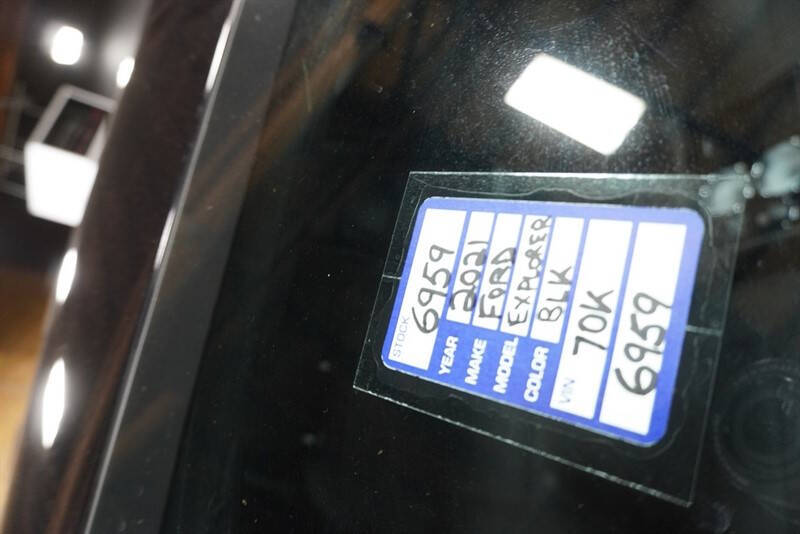 STOCK 6959
YEAR 2021
MAKE FORD
MODEL EXPLORER
COLOR BLK
VIN 70K
6959